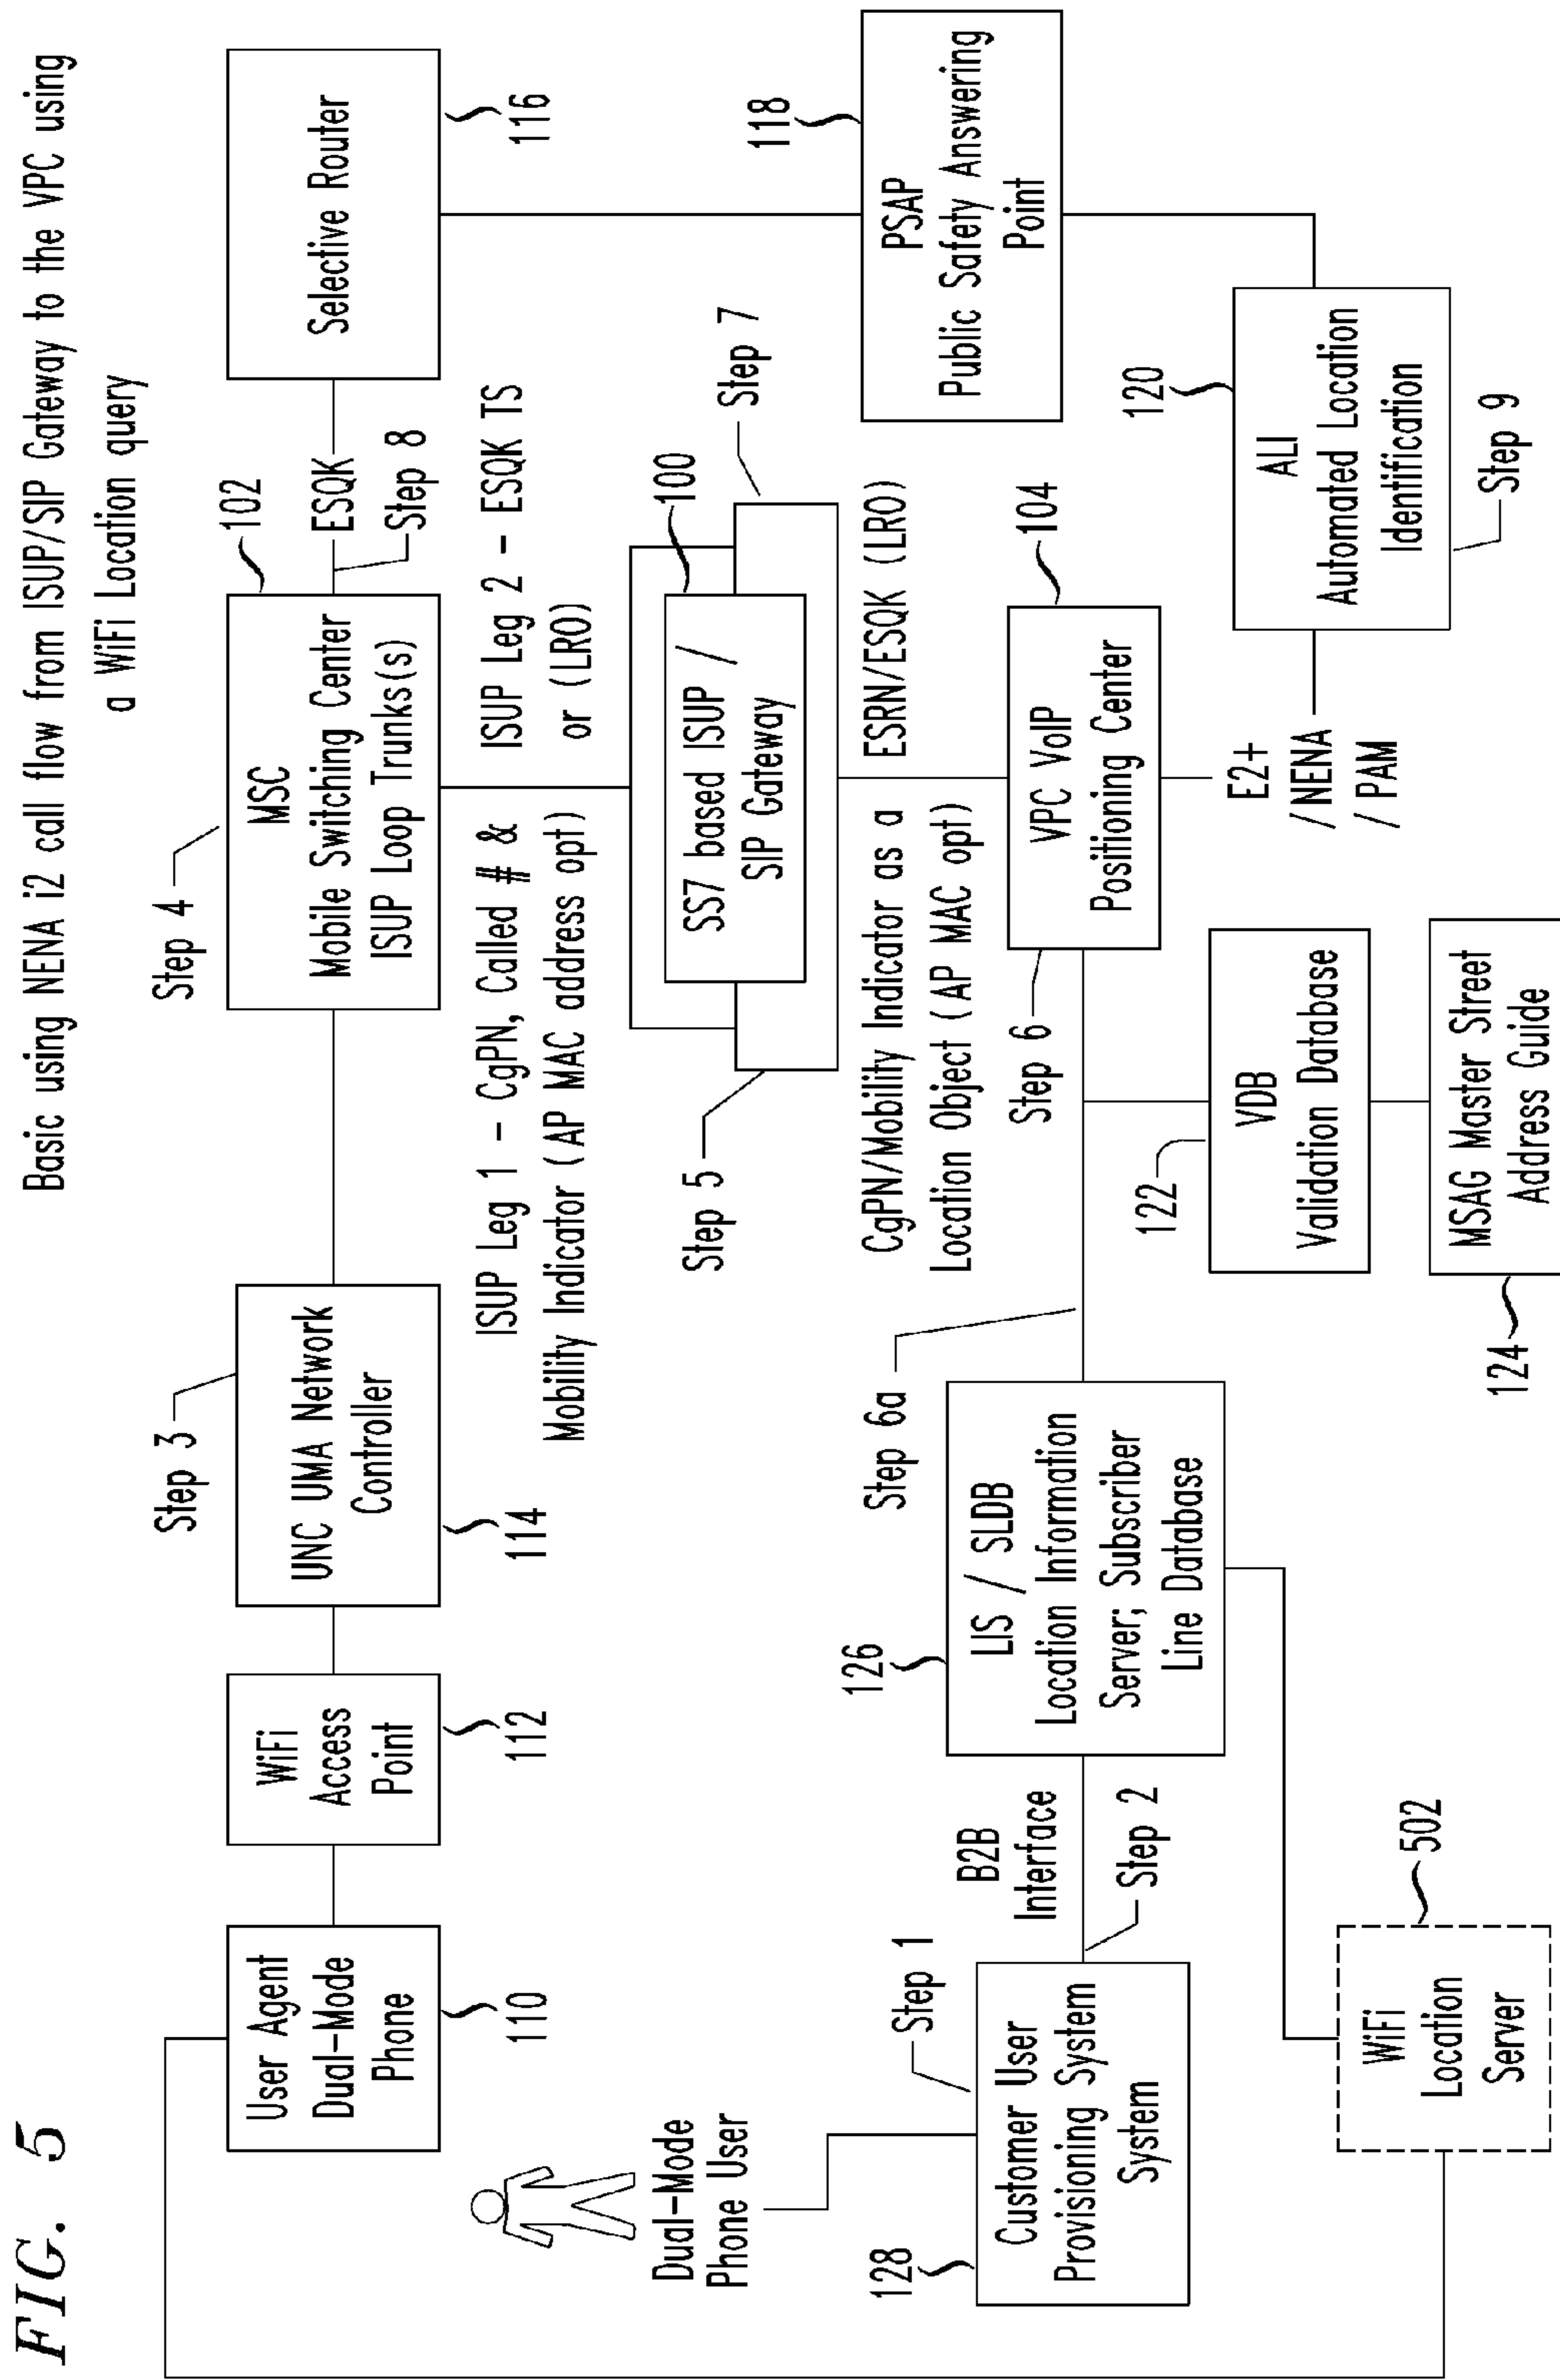 FIG. 5
Basic using NENA i2 call flow from ISUP/SIP Gateway to the VPC using
a WiFi Location query
User Agent
Dual-Mode
Phone
110
WiFi
Access
Point
112
Step 3
UNC UMA Network
Controller
114
Step 4
MSC
Mobile Switching Center
ISUP Loop Trunks(s)
102
ESQK
Step 8
Selective Router
116
ISUP Leg 1 - CgPN, Called # &
Mobility Indicator (AP MAC address opt)
ISUP Leg 2 - ESQK TS
or (LRO)
Dual-Mode
Phone User
Step 5
SS7 based ISUP /
SIP Gateway
100
Step 7
118
PSAP
Public Safety Answering
Point
CgPN/Mobility Indicator as a
Location Object (AP MAC opt)
ESRN/ESQK (LRO)
128
Customer User
Provisioning System
System
Step 1
B2B
Interface
Step 2
126
LIS / SLDB
Location Information
Server; Subscriber
Line Database
Step 6a
Step 6
VPC VoIP
Positioning Center
104
122
VDB
Validation Database
E2+
/ NENA
/ PAM
120
ALI
Automated Location
Identification
Step 9
WiFi
Location
Server
502
124
MSAG Master Street
Address Guide